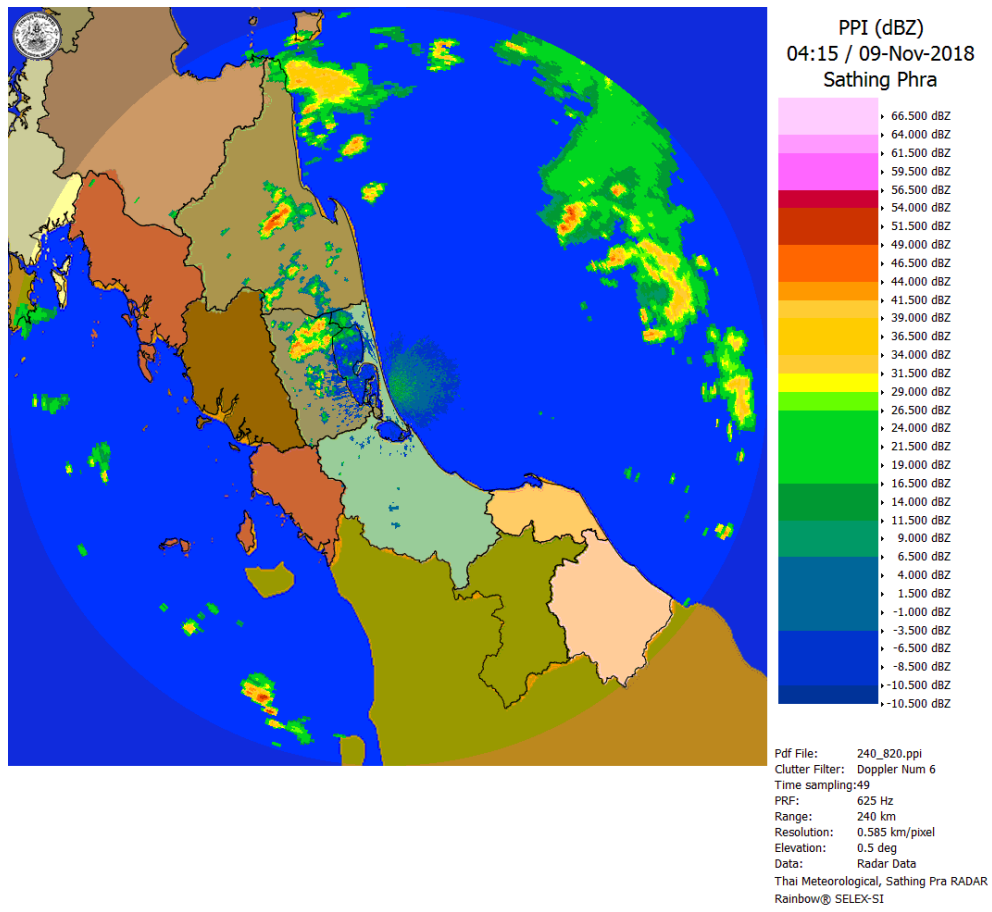 PPI (dBZ)
04:15 / 09-Nov-2018
Sathing Phra
66.500 dBZ
64.000 dBZ
61.500 dBZ
59.500 dBZ
56.500 dBZ
54.000 dBZ
51.500 dBZ
49.000 dBZ
46.500 dBZ
44.000 dBZ
41.500 dBZ
39.000 dBZ
36.500 dBZ
34.000 dBZ
31.500 dBZ
29.000 dBZ
26.500 dBZ
24.000 dBZ
21.500 dBZ
19.000 dBZ
16.500 dBZ
14.000 dBZ
11.500 dBZ
9.000 dBZ
6.500 dBZ
4.000 dBZ
1.500 dBZ
-1.000 dBZ
-3.500 dBZ
-6.500 dBZ
-8.500 dBZ
-10.500 dBZ
-10.500 dBZ
Pdf File: 240_820.ppi
Clutter Filter: Doppler Num 6
Time sampling:49
PRF: 625 Hz
Range: 240 km
Resolution: 0.585 km/pixel
Elevation: 0.5 deg
Data: Radar Data
Thai Meteorological, Sathing Pra RADAR
Rainbow® SELEX-SI